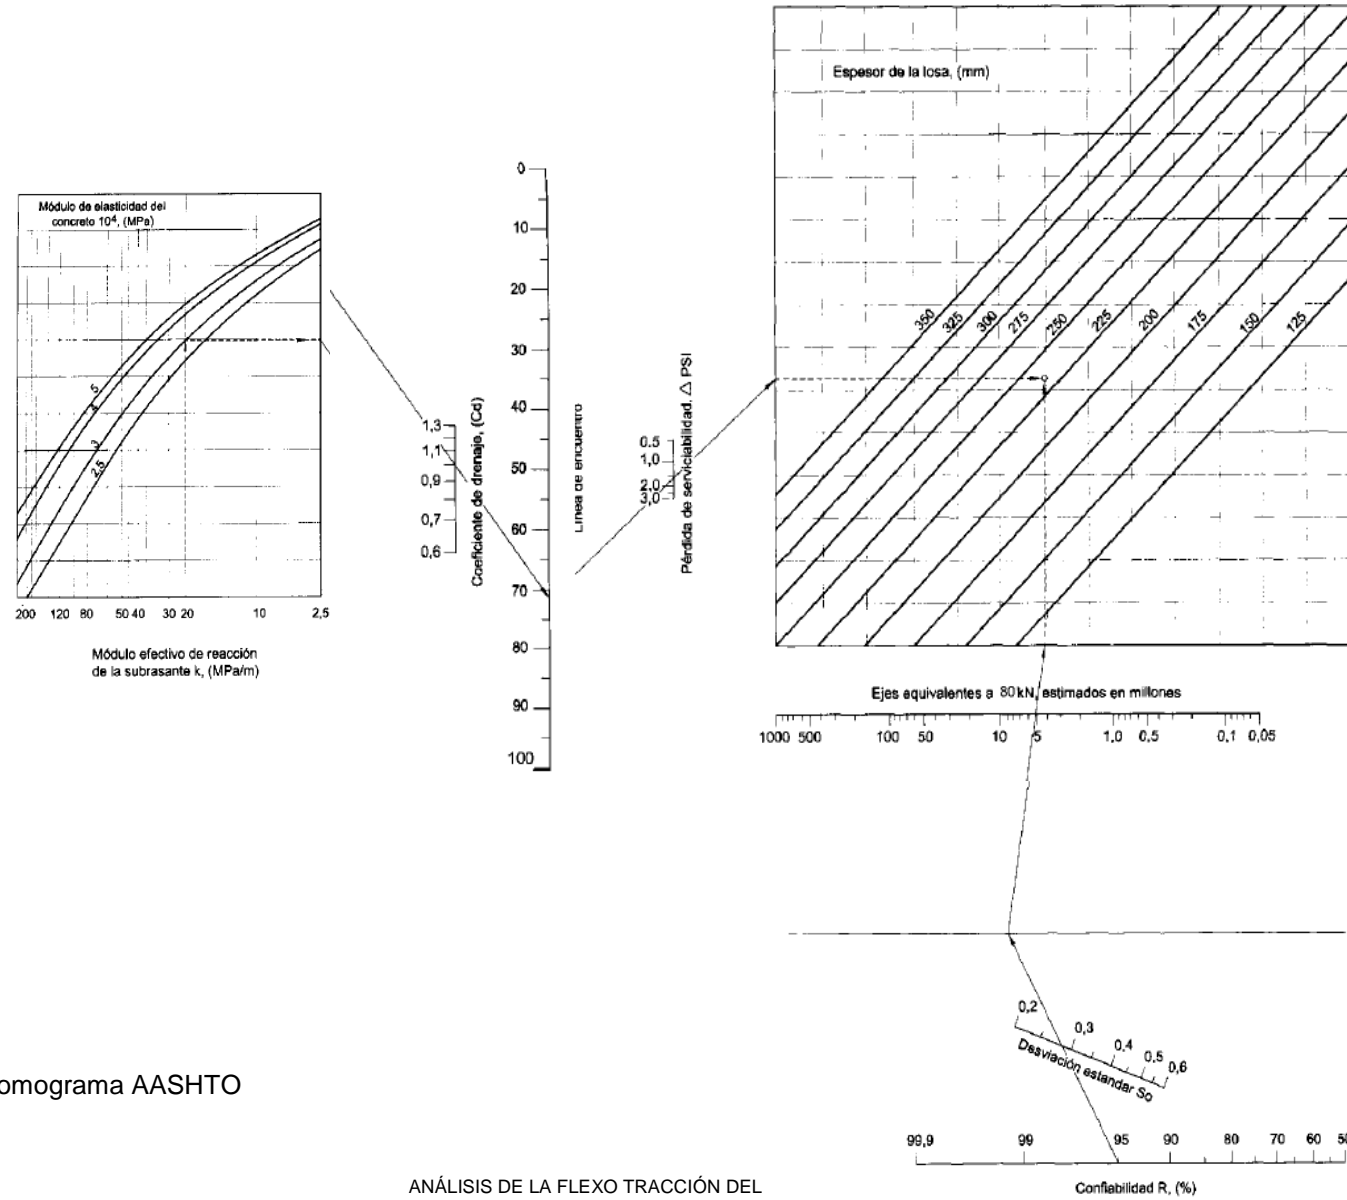 Espesor de la losa, (mm)
350
325
300
275
250
225
200
175
150
125
Módulo de elasticidad del
concreto 10⁴, (MPa)
5
4
3
2,5
200 120 80 50 40 30 20 10 2,5
Módulo efectivo de reacción
de la subrasante k, (MPa/m)
1,3
1,1
0,9
0,7
0,6
Coeficiente de drenajo, (Cd)
0
10
20
30
40
50
60
70
80
90
100
Linea de encuentro
0.5
1,0
2,0
3,0
Pérdida de serviciabilidad, △ PSI
Ejes equivalentes a 80 kN, estimados en millones
1000 500 100 50 10 5 1,0 0,5 0,1 0,05
0,2
0,3
0,4
0,5
0,6
Desviación estandar So
99,9 99 95 90 80 70 60 50
Confiabilidad R, (%)
omograma AASHTO
ANÁLISIS DE LA FLEXO TRACCIÓN DEL